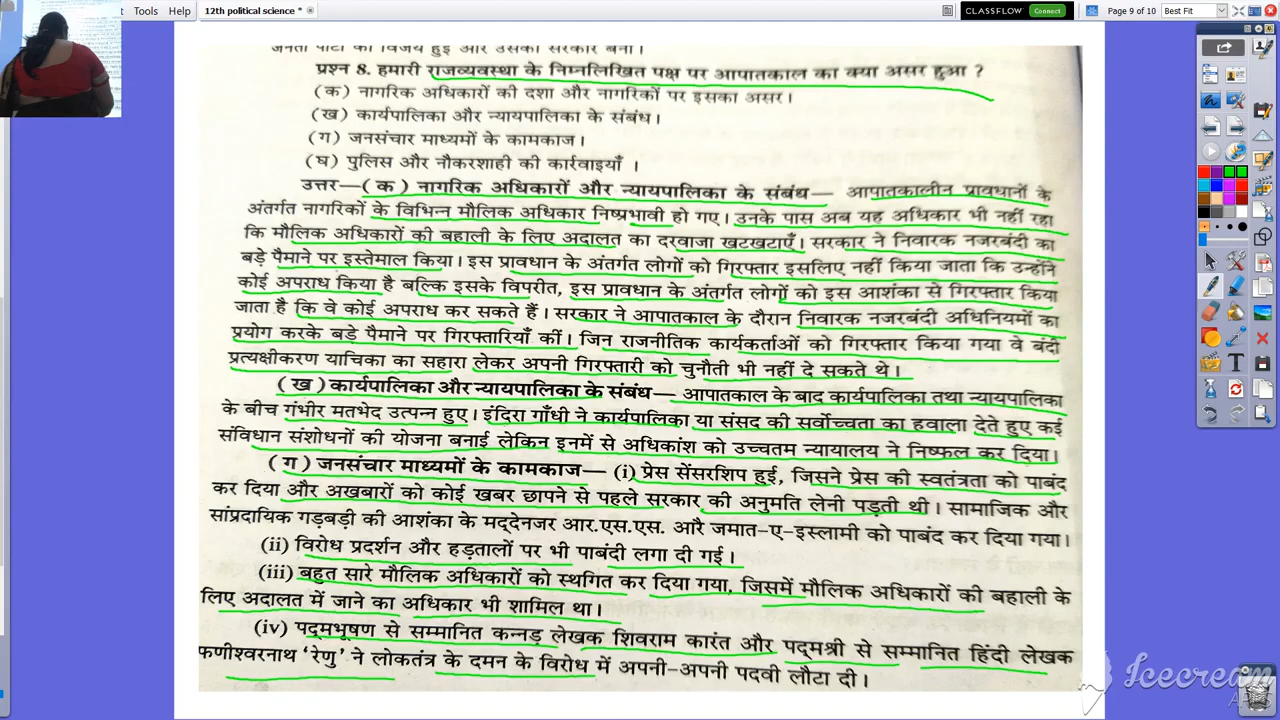 Tools Help
12th political science *
CLASSFLOW Connect
Page 9 of 10
Best Fit
जनता पार्टी की विजय हुई और उसकी सरकार बनी।
प्रश्न 8. हमारी राजव्यवस्था के निम्नलिखित पक्ष पर आपातकाल का क्या असर हुआ ?
(क) नागरिक अधिकारों की दशा और नागरिकों पर इसका असर।
(ख) कार्यपालिका और न्यायपालिका के संबंध।
(ग) जनसंचार माध्यमों के कामकाज।
(घ) पुलिस और नौकरशाही की कार्रवाइयाँ ।
उत्तर—(क) नागरिक अधिकारों और न्यायपालिका के संबंध— आपातकालीन प्रावधानों के
अंतर्गत नागरिकों के विभिन्न मौलिक अधिकार निष्प्रभावी हो गए। उनके पास अब यह अधिकार भी नहीं रहा
कि मौलिक अधिकारों की बहाली के लिए अदालत का दरवाजा खटखटाएँ। सरकार ने निवारक नजरबंदी का
बड़े पैमाने पर इस्तेमाल किया। इस प्रावधान के अंतर्गत लोगों को गिरफ्तार इसलिए नहीं किया जाता कि उन्होंने
कोई अपराध किया है बल्कि इसके विपरीत, इस प्रावधान के अंतर्गत लोगों को इस आशंका से गिरफ्तार किया
जाता है कि वे कोई अपराध कर सकते हैं। सरकार ने आपातकाल के दौरान निवारक नजरबंदी अधिनियमों का
प्रयोग करके बड़े पैमाने पर गिरफ्तारियाँ कीं। जिन राजनीतिक कार्यकर्ताओं को गिरफ्तार किया गया वे बंदी
प्रत्यक्षीकरण याचिका का सहारा लेकर अपनी गिरफ्तारी को चुनौती भी नहीं दे सकते थे।
(ख) कार्यपालिका और न्यायपालिका के संबंध— आपातकाल के बाद कार्यपालिका तथा न्यायपालिका
के बीच गंभीर मतभेद उत्पन्न हुए। इंदिरा गाँधी ने कार्यपालिका या संसद की सर्वोच्चता का हवाला देते हुए कई
संविधान संशोधनों की योजना बनाई लेकिन इनमें से अधिकांश को उच्चतम न्यायालय ने निष्फल कर दिया।
(ग) जनसंचार माध्यमों के कामकाज— (i) प्रेस सेंसरशिप हुई, जिसने प्रेस की स्वतंत्रता को पाबंद
कर दिया और अखबारों को कोई खबर छापने से पहले सरकार की अनुमति लेनी पड़ती थी। सामाजिक और
सांप्रदायिक गड़बड़ी की आशंका के मद्देनजर आर.एस.एस. आरै जमात-ए-इस्लामी को पाबंद कर दिया गया।
(ii) विरोध प्रदर्शन और हड़तालों पर भी पाबंदी लगा दी गई।
(iii) बहुत सारे मौलिक अधिकारों को स्थगित कर दिया गया, जिसमें मौलिक अधिकारों की बहाली के
लिए अदालत में जाने का अधिकार भी शामिल था।
(iv) पद्मभूषण से सम्मानित कन्नड़ लेखक शिवराम कारंत और पद्मश्री से सम्मानित हिंदी लेखक
फणीश्वरनाथ 'रेणु' ने लोकतंत्र के दमन के विरोध में अपनी-अपनी पदवी लौटा दी।
Icecream
APPS